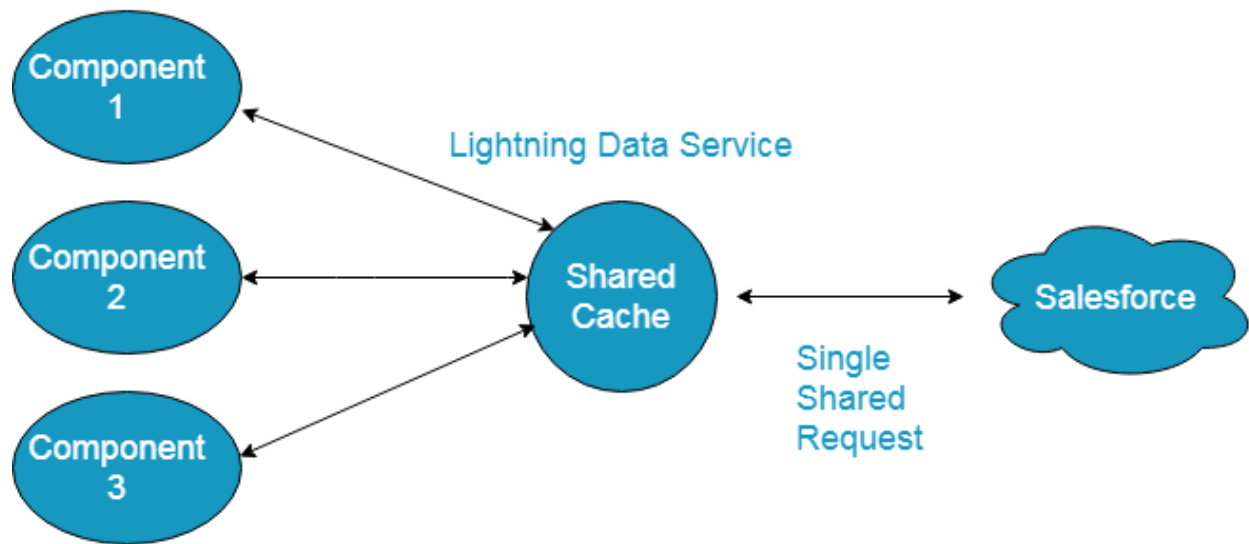 Component
1
Lightning Data Service
Component
2
Shared
Cache
Salesforce
Single
Shared
Request
Component
3